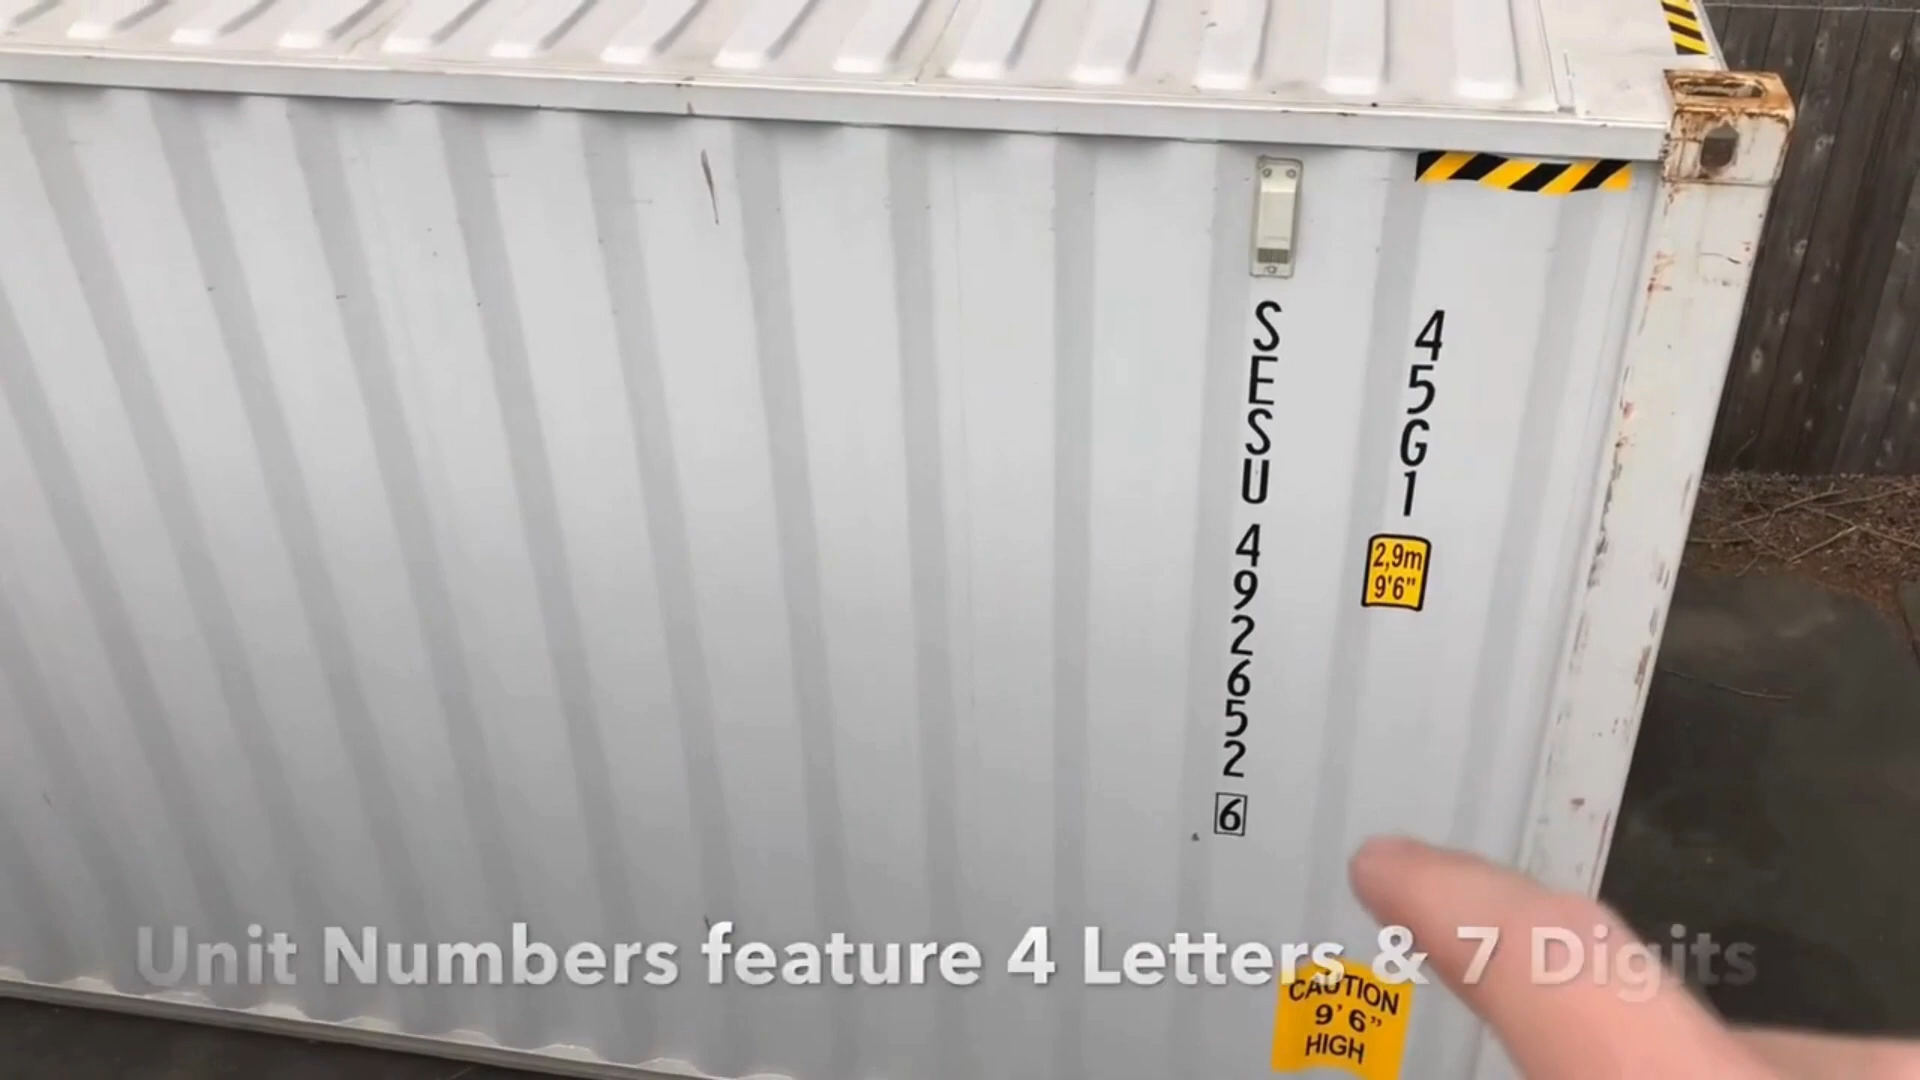 SESU 492652 6
45G1
2,9m
9'6"
Unit Numbers feature 4 Letters & 7 Digits
CAUTION
9' 6"
HIGH